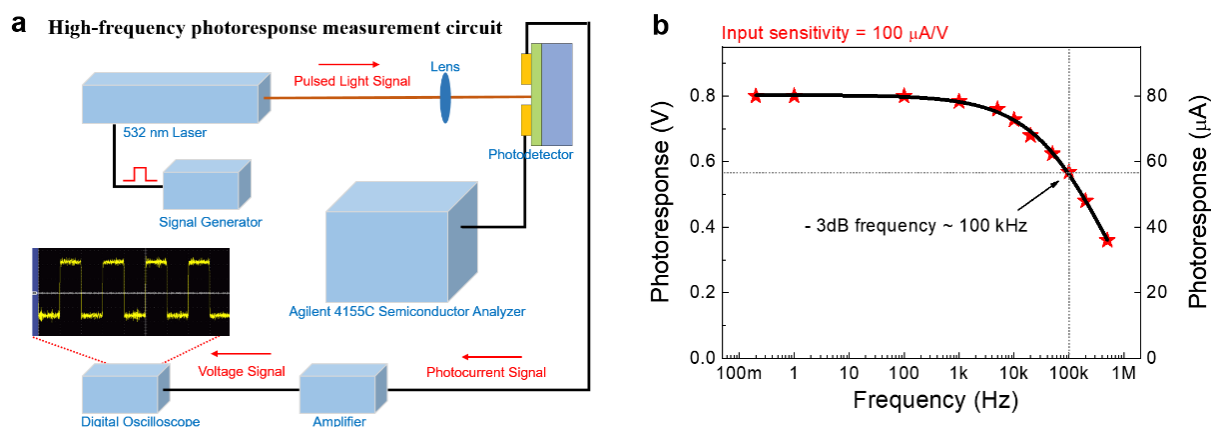 a
High-frequency photoresponse measurement circuit
Pulsed Light Signal
Lens
532 nm Laser
Photodetector
Signal Generator
Agilent 4155C Semiconductor Analyzer
Voltage Signal
Photocurrent Signal
Digital Oscilloscope
Amplifier
b
Input sensitivity = 100 μA/V
Photoresponse (V)
0.8
0.6
0.4
0.2
0.0
- 3dB frequency ~ 100 kHz
80
60
40
20
0
Photoresponse (μA)
100m 1 10 100 1k 10k 100k 1M
Frequency (Hz)